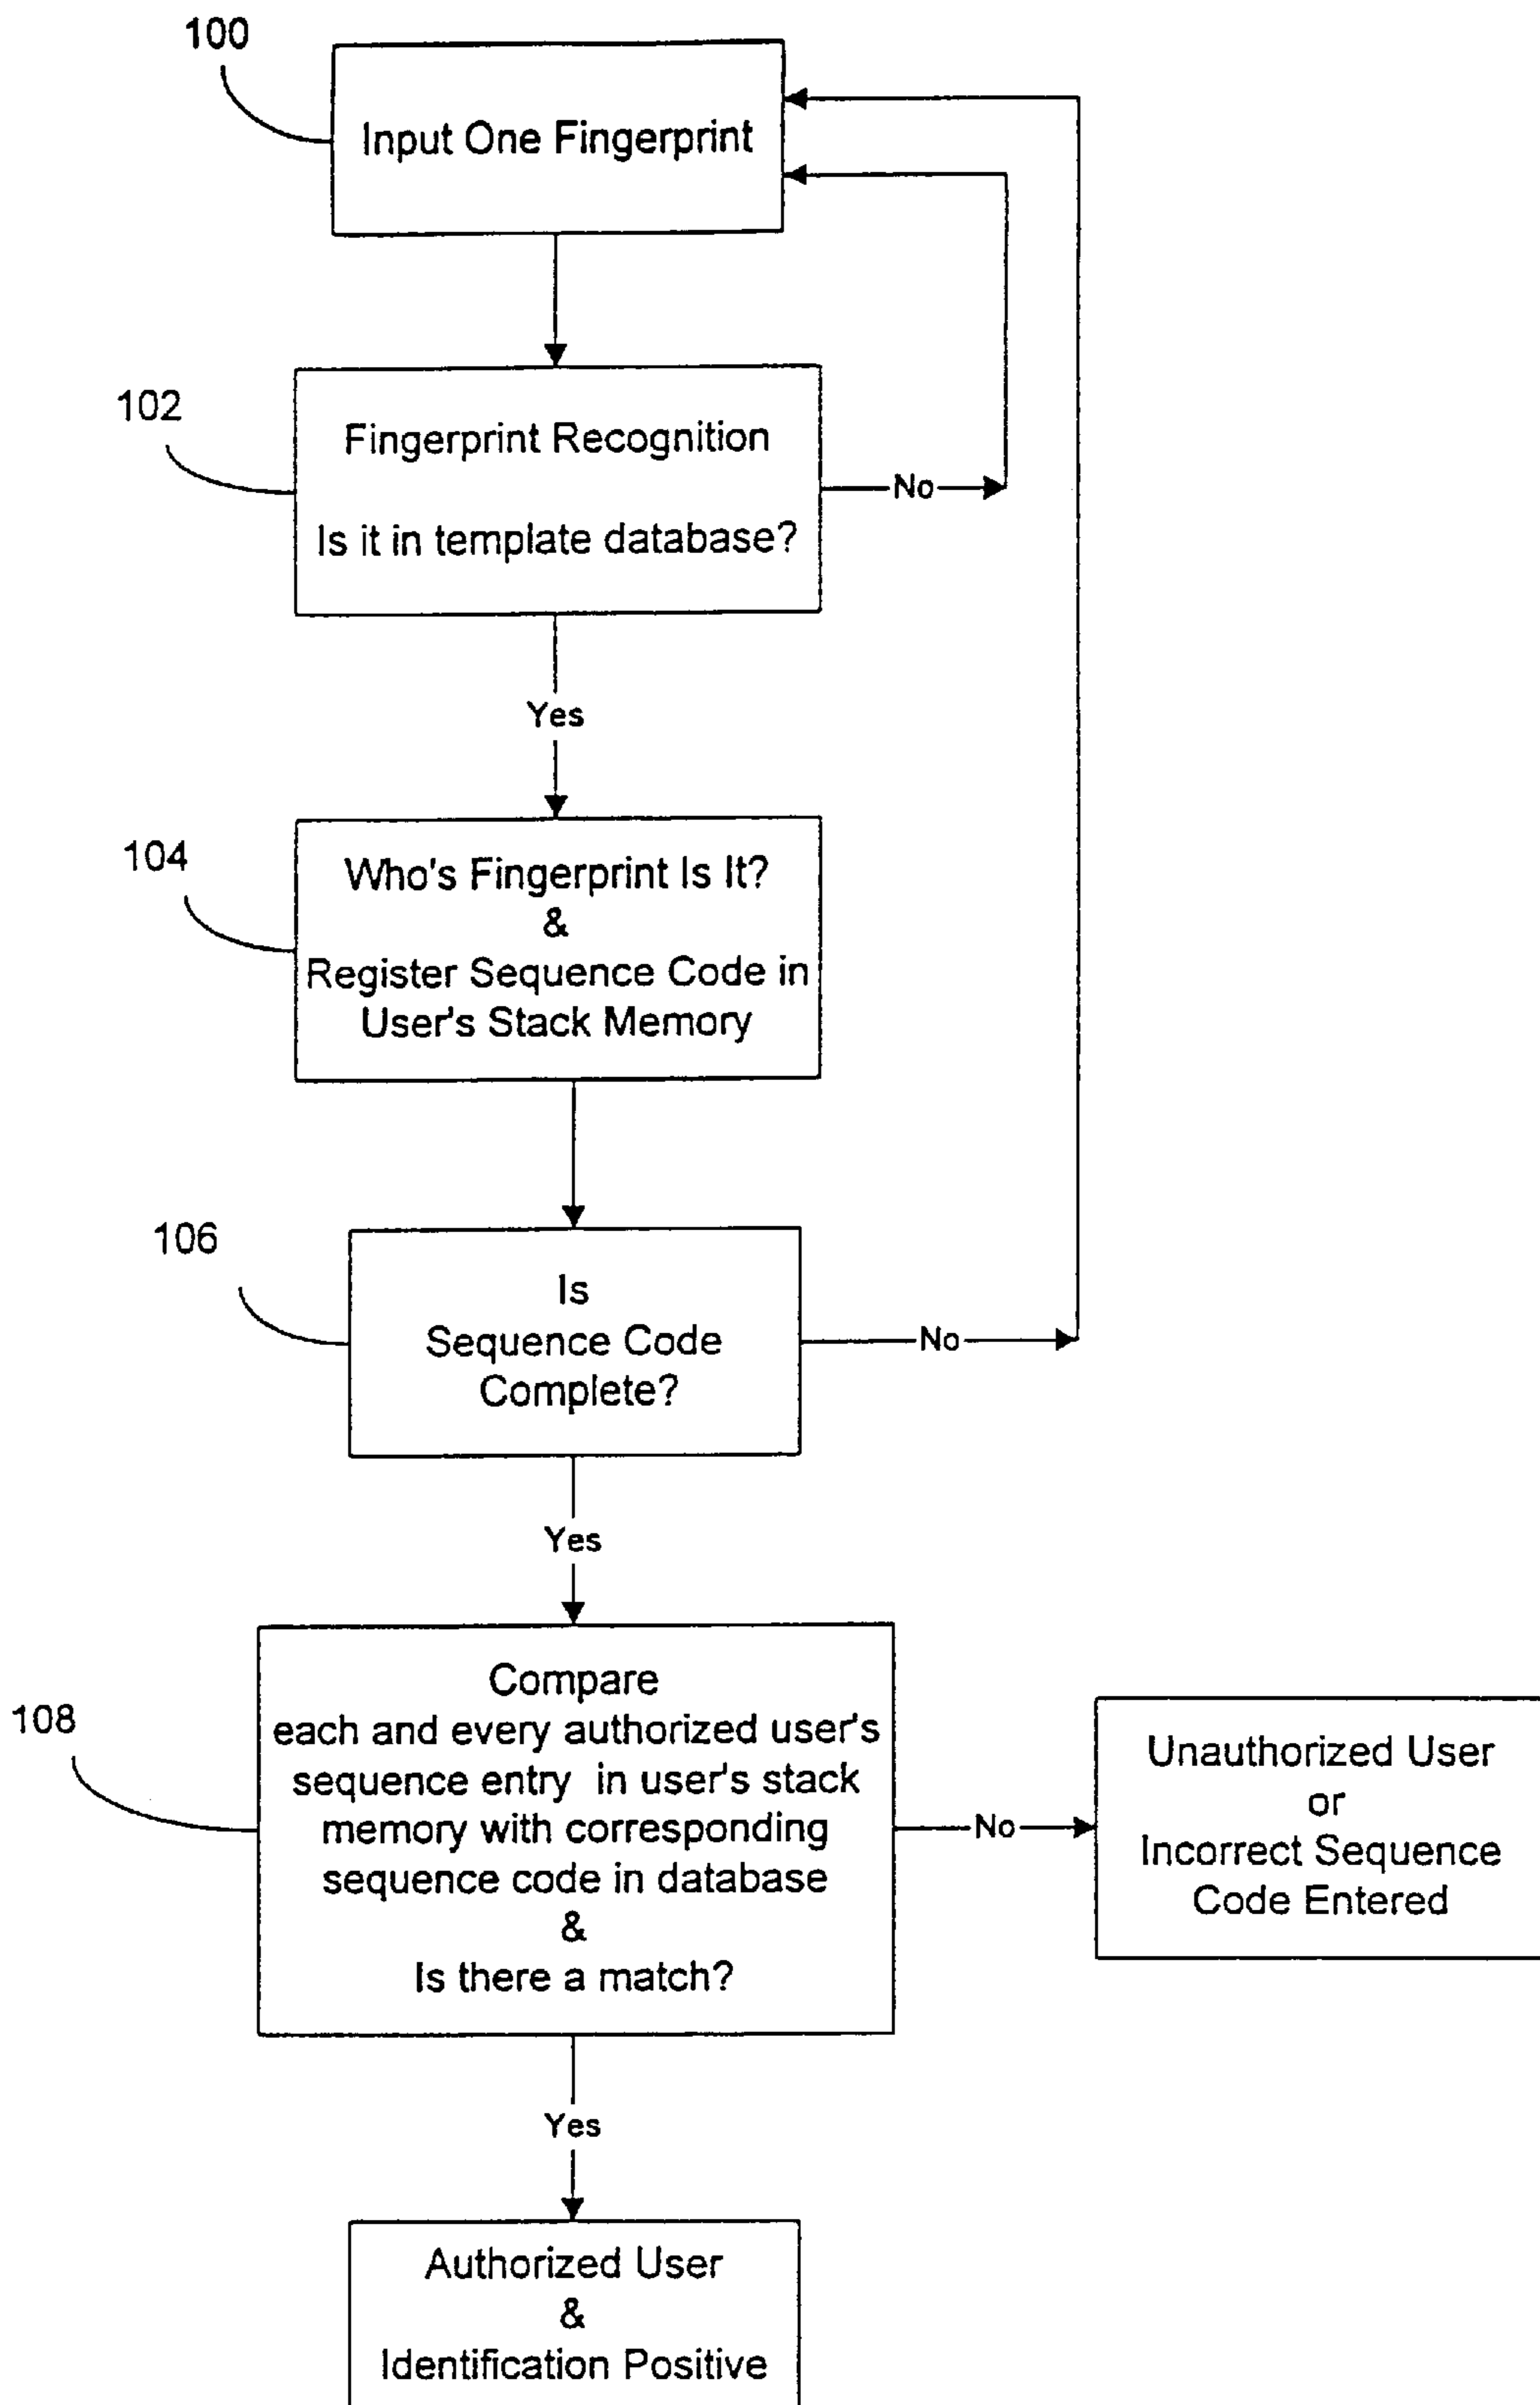 100
Input One Fingerprint
102
Fingerprint Recognition
Is it in template database?
No
Yes
104
Who's Fingerprint Is It?
&
Register Sequence Code in
User's Stack Memory
106
Is
Sequence Code
Complete?
No
Yes
108
Compare
each and every authorized user's
sequence entry in user's stack
memory with corresponding
sequence code in database
&
Is there a match?
No
Unauthorized User
or
Incorrect Sequence
Code Entered
Yes
Authorized User
&
Identification Positive